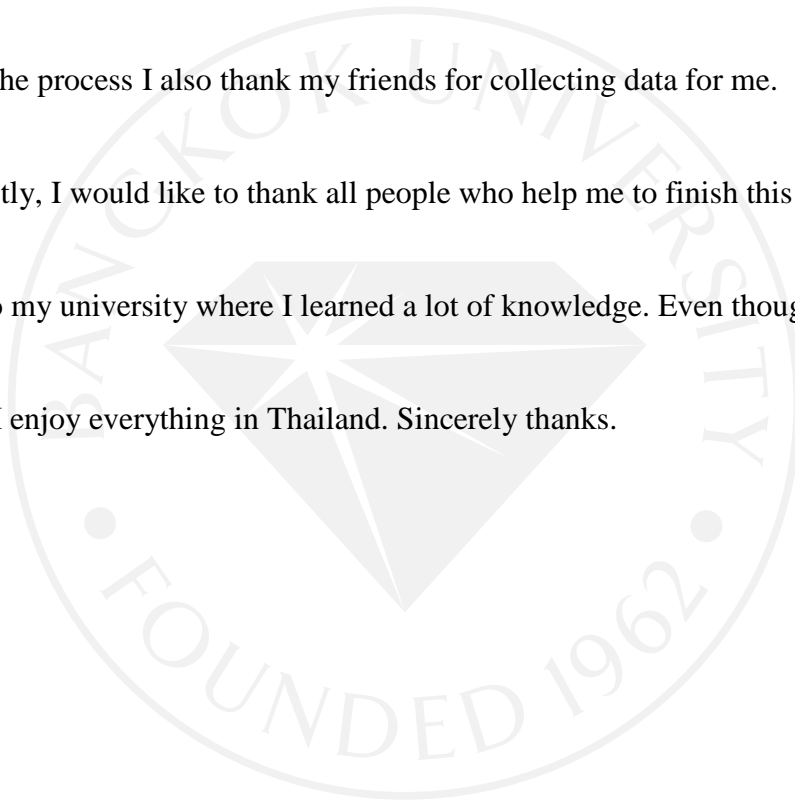 he process I also thank my friends for collecting data for me.
tly, I would like to thank all people who help me to finish this
my university where I learned a lot of knowledge. Even thoug
I enjoy everything in Thailand. Sincerely thanks.
BANGKOK UNIVERSITY
FOUNDED 1962